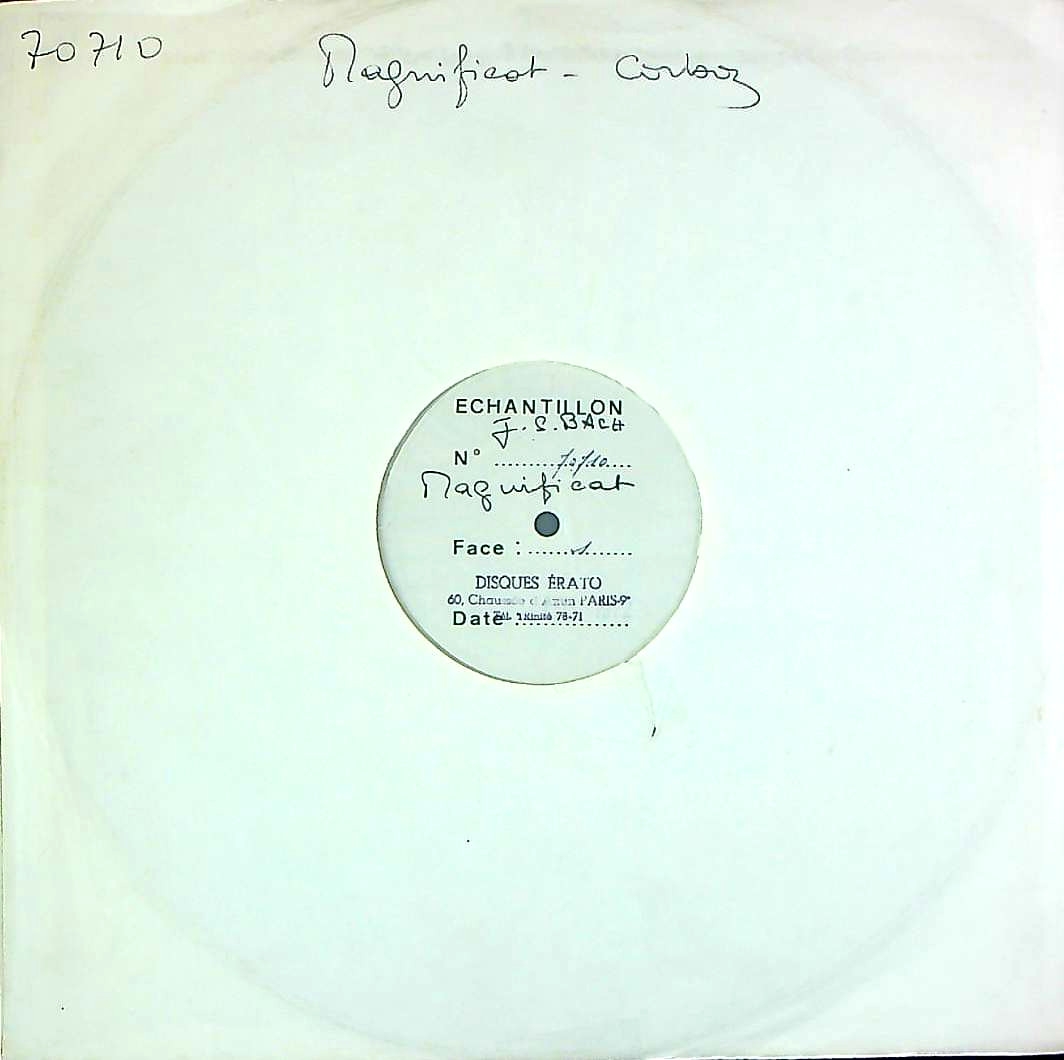 70710 Magnificat - Corboz
ECHANTILLON
J. S. BACH
N° .........70710....
Magnificat
Face : ......1......
DISQUES ÉRATO
60, Chaussée d'Antin PARIS-9e
Tél. Trinité 78-71
Date : ...............